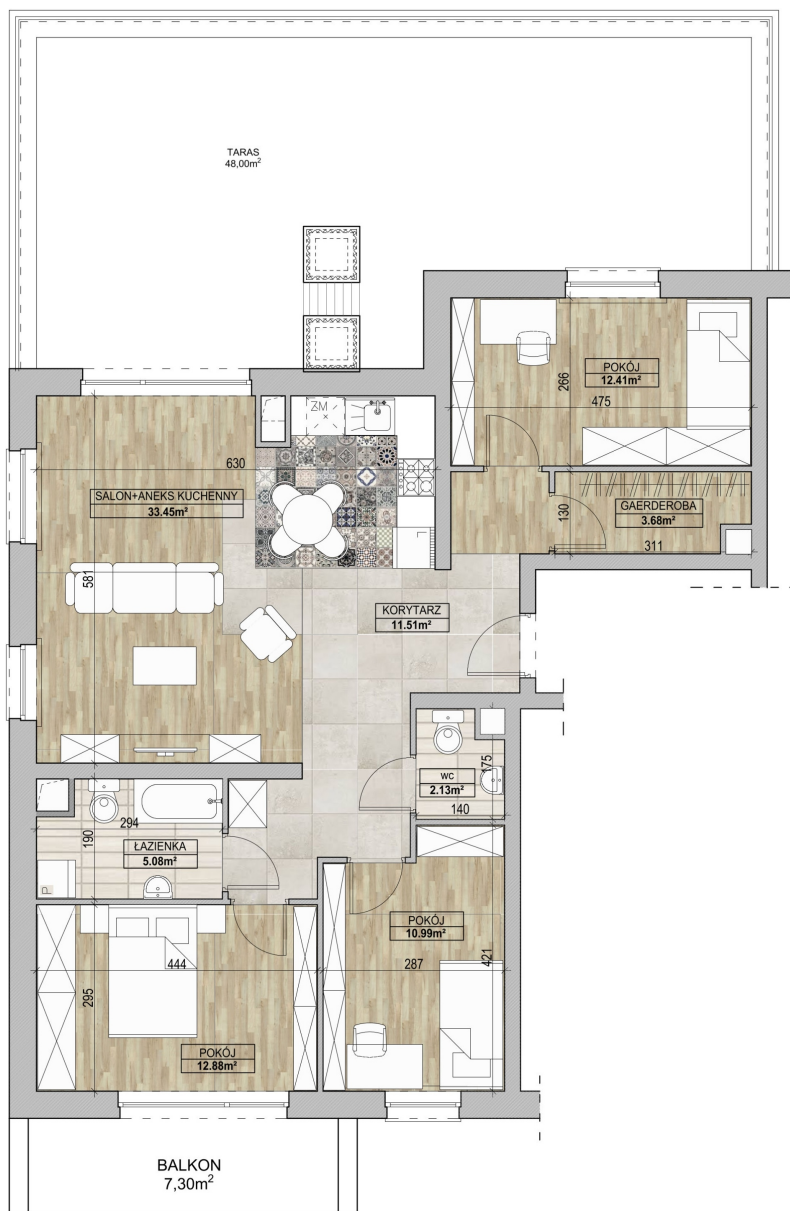 TARAS
48,00m²
POKÓJ
12.41m²
266
475
ZM
630
SALON+ANEKS KUCHENNY
33.45m²
GAERDEROBA
3.68m²
130
311
L
581
KORYTARZ
11.51m²
WC
2.13m²
175
140
294
190
ŁAZIENKA
5.08m²
P
POKÓJ
10.99m²
444
287
421
295
POKÓJ
12.88m²
BALKON
7,30m²